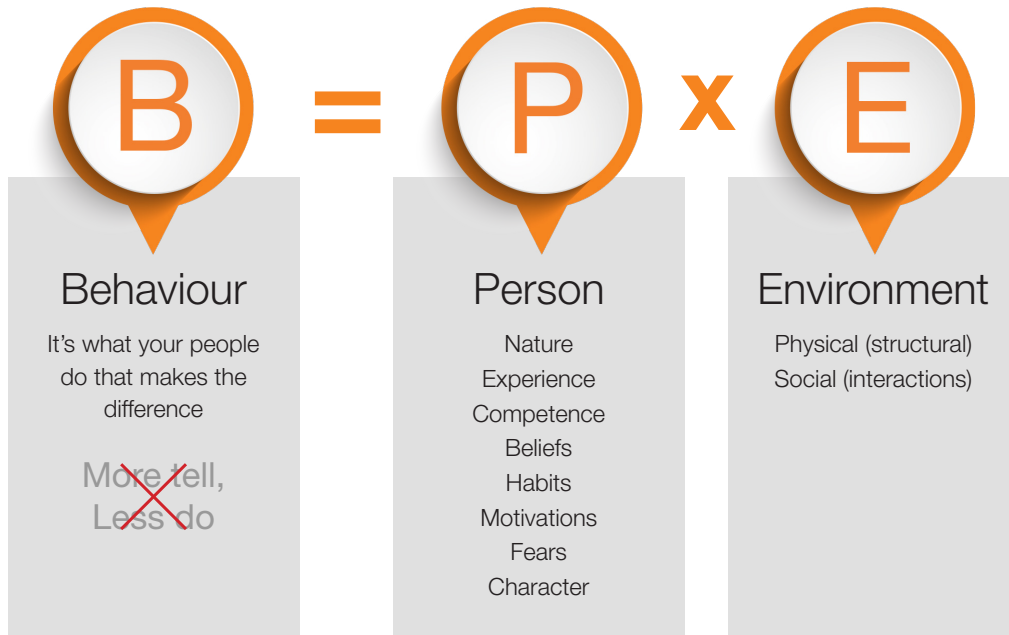 B = P x E
Behaviour
It's what your people
do that makes the
difference
More tell,
Less do
Person
Nature
Experience
Competence
Beliefs
Habits
Motivations
Fears
Character
Environment
Physical (structural)
Social (interactions)